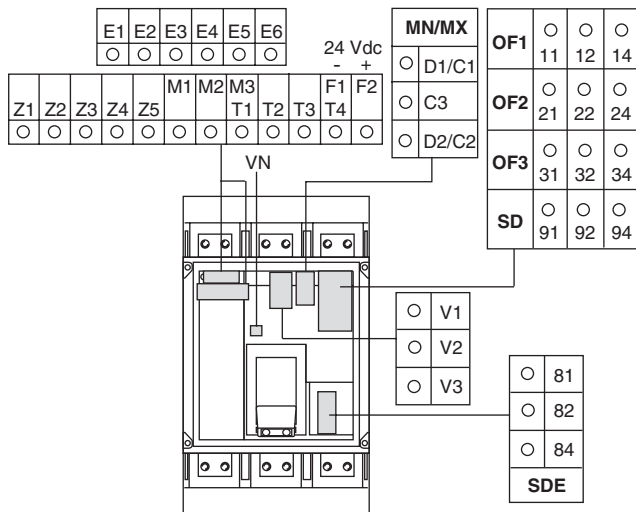 E1 E2 E3 E4 E5 E6
24 Vdc
- +
Z1 Z2 Z3 Z4 Z5 M1 M2 M3 T1 T2 T3 F1 T4 F2
VN
MN/MX
D1/C1
C3
D2/C2
OF1 11 12 14
OF2 21 22 24
OF3 31 32 34
SD 91 92 94
V1
V2
V3
81
82
84
SDE